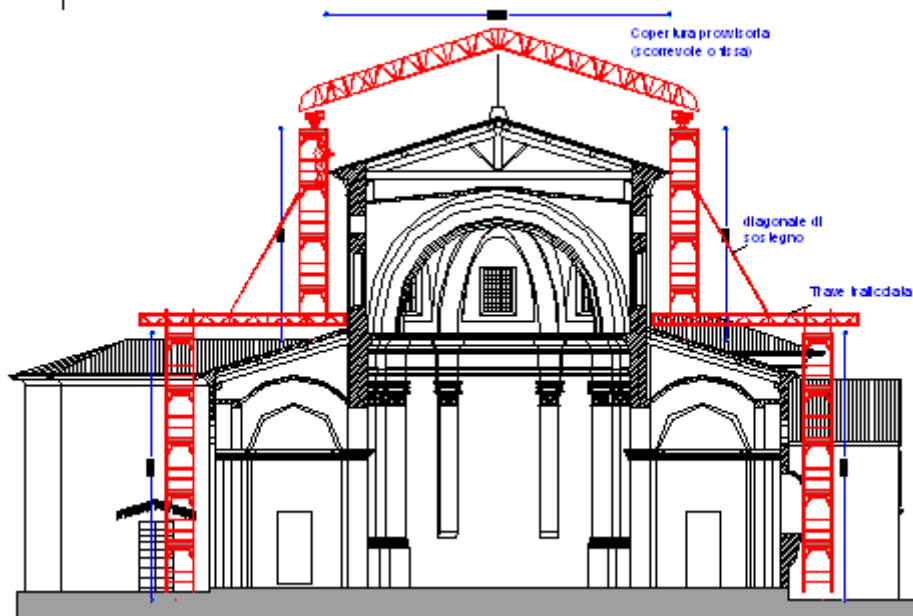 Copertura provvisoria
(scorrevole o fissa)
diagonale di
sostegno
Trave tralicciata